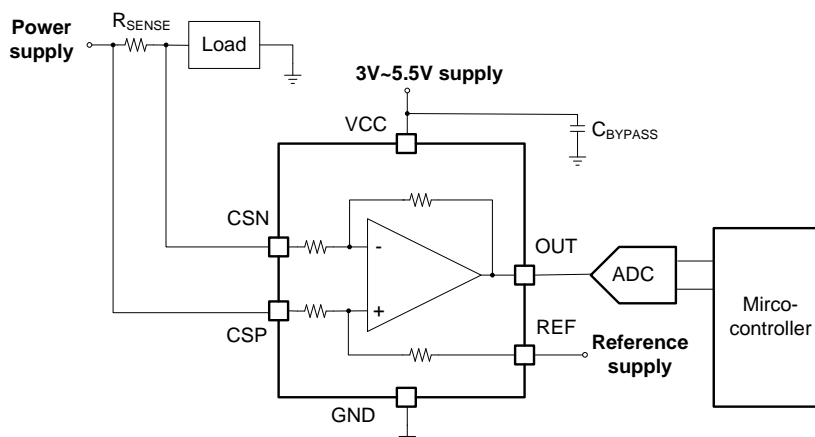 RSENSE
Power
supply
Load
3V~5.5V supply
VCC
CBYPASS
CSN
-
OUT
ADC
Mirco-
controller
+
CSP
REF
Reference
supply
GND